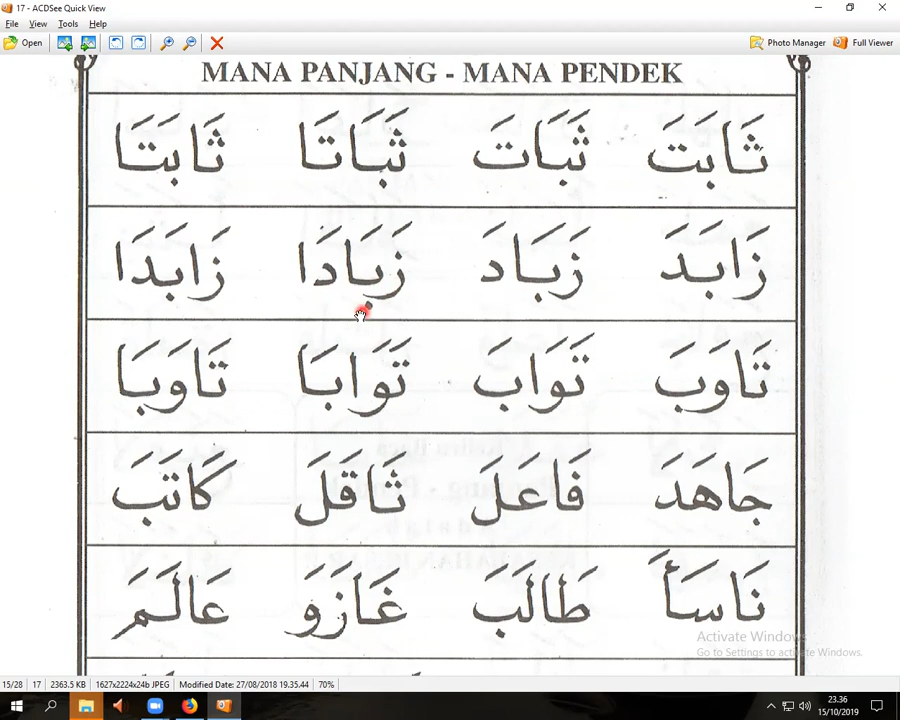 17 - ACDSee Quick View
File View Tools Help
Open Photo Manager Full Viewer
MANA PANJANG - MANA PENDEK
ثَابَتَ ثَبَاتَ ثَبَاتَا ثَابَتَا
زَابَدَ زَبَادَ زَبَادَا زَابَدَا
تَاوَبَ تَوَابَ تَوَابَا تَاوَبَا
جَاهَدَ فَاعَلَ ثَاقَلَ كَاتَبَ
نَاسَأَ طَالَبَ غَازَوَ عَالَمَ
Activate Windows
Go to Settings to activate Windows.
15/28 17 2363.5 KB 1627x2224x24b JPEG Modified Date: 27/08/2018 19.35.44 70%
23.36
15/10/2019